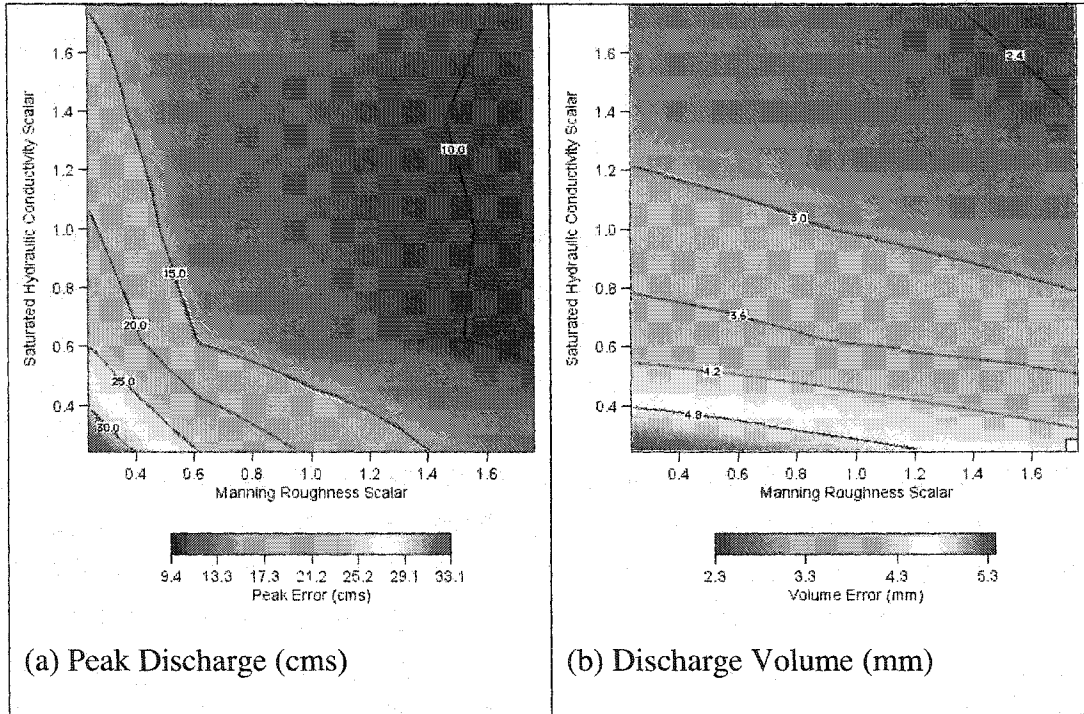 Saturated Hydraulic Conductivity Scalar
1.6
1.4
1.2
1.0
0.8
0.6
0.4
10.0
15.0
20.0
25.0
30.0
0.4 0.6 0.8 1.0 1.2 1.4 1.6
Manning Roughness Scalar
9.4 13.3 17.3 21.2 25.2 29.1 33.1
Peak Error (cms)
(a) Peak Discharge (cms)
Saturated Hydraulic Conductivity Scalar
1.6
1.4
1.2
1.0
0.8
0.6
0.4
2.4
3.0
3.6
4.2
4.8
0.4 0.6 0.8 1.0 1.2 1.4 1.6
Manning Roughness Scalar
2.3 3.3 4.3 5.3
Volume Error (mm)
(b) Discharge Volume (mm)